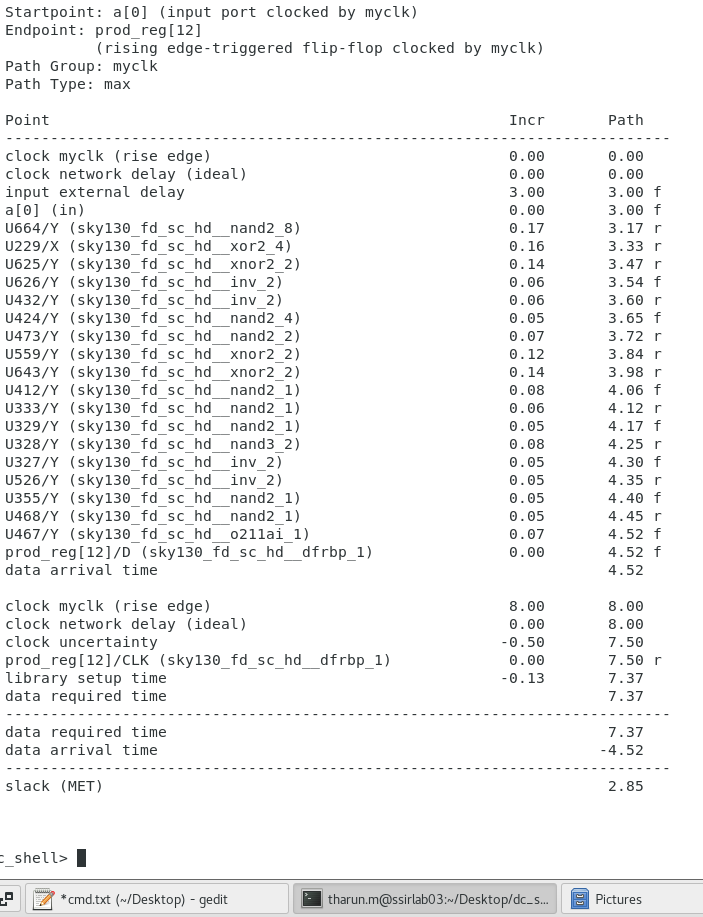 Startpoint: a[0] (input port clocked by myclk)
Endpoint: prod_reg[12]
(rising edge-triggered flip-flop clocked by myclk)
Path Group: myclk
Path Type: max
Point Incr Path
---------------------------------------------------------------------------
clock myclk (rise edge) 0.00 0.00
clock network delay (ideal) 0.00 0.00
input external delay 3.00 3.00 f
a[0] (in) 0.00 3.00 f
U664/Y (sky130_fd_sc_hd__nand2_8) 0.17 3.17 r
U229/X (sky130_fd_sc_hd__xor2_4) 0.16 3.33 r
U625/Y (sky130_fd_sc_hd__xnor2_2) 0.14 3.47 r
U626/Y (sky130_fd_sc_hd__inv_2) 0.06 3.54 f
U432/Y (sky130_fd_sc_hd__inv_2) 0.06 3.60 r
U424/Y (sky130_fd_sc_hd__nand2_4) 0.05 3.65 f
U473/Y (sky130_fd_sc_hd__nand2_2) 0.07 3.72 r
U559/Y (sky130_fd_sc_hd__xnor2_2) 0.12 3.84 r
U643/Y (sky130_fd_sc_hd__xnor2_2) 0.14 3.98 r
U412/Y (sky130_fd_sc_hd__nand2_1) 0.08 4.06 f
U333/Y (sky130_fd_sc_hd__nand2_1) 0.06 4.12 r
U329/Y (sky130_fd_sc_hd__nand2_1) 0.05 4.17 f
U328/Y (sky130_fd_sc_hd__nand3_2) 0.08 4.25 r
U327/Y (sky130_fd_sc_hd__inv_2) 0.05 4.30 f
U526/Y (sky130_fd_sc_hd__inv_2) 0.05 4.35 r
U355/Y (sky130_fd_sc_hd__nand2_1) 0.05 4.40 f
U468/Y (sky130_fd_sc_hd__nand2_1) 0.05 4.45 r
U467/Y (sky130_fd_sc_hd__o211ai_1) 0.07 4.52 f
prod_reg[12]/D (sky130_fd_sc_hd__dfrbp_1) 0.00 4.52 f
data arrival time 4.52
clock myclk (rise edge) 8.00 8.00
clock network delay (ideal) 0.00 8.00
clock uncertainty -0.50 7.50
prod_reg[12]/CLK (sky130_fd_sc_hd__dfrbp_1) 0.00 7.50 r
library setup time -0.13 7.37
data required time 7.37
---------------------------------------------------------------------------
data required time 7.37
data arrival time -4.52
---------------------------------------------------------------------------
slack (MET) 2.85
c_shell>
*cmd.txt (~/Desktop) - gedit
tharun.m@ssirlab03:~/Desktop/dc_s...
Pictures